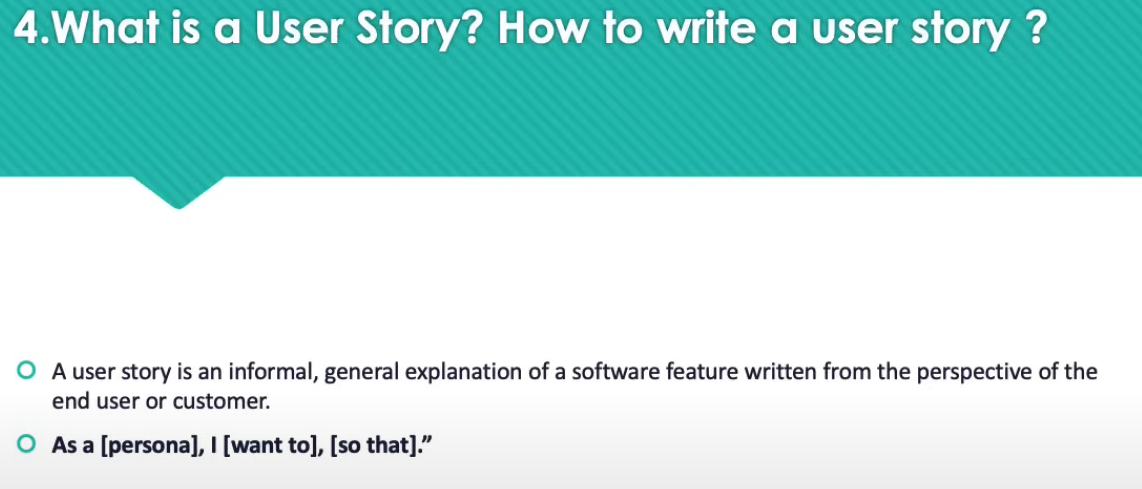 4.What is a User Story? How to write a user story ?
A user story is an informal, general explanation of a software feature written from the perspective of the
end user or customer.
As a [persona], I [want to], [so that].”